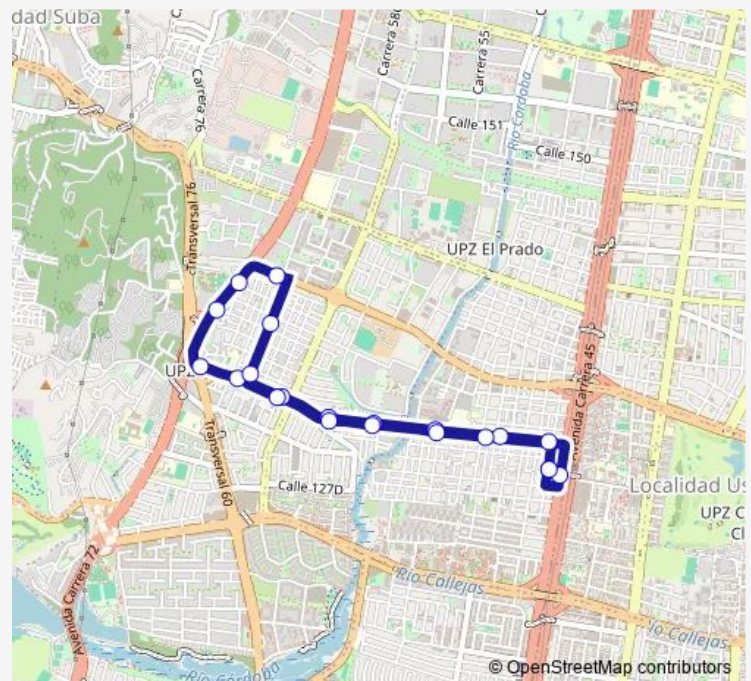 dad Suba
Carrera 58C
Carrera 55
Carrera 76
Calle 151
Río Córdoba
Calle 150
Transversal 76
UPZ El Prado
UPZ
Avenida Carrera 45
Transversal 60
Calle 127D
Localidad Us
UPZ C
Cl
Avenida Carrera 72
Río Callejas
Río Callejas
Río Córdoba
© OpenStreetMap contributors